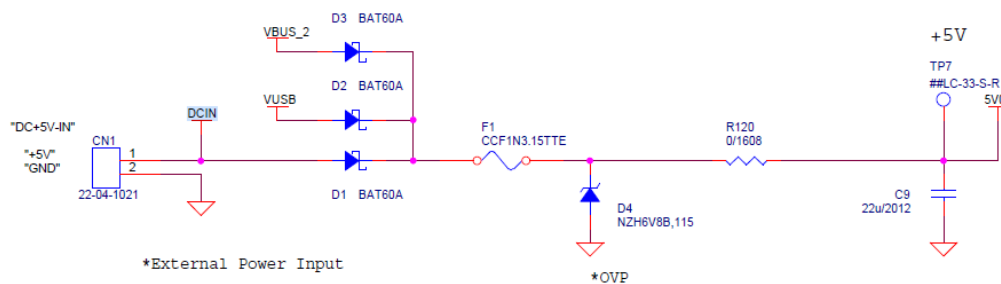 D3 BAT60A
VBUS_2
+5V
D2 BAT60A
TP7
##LC-33-S-R
VUSB
DCIN
"DC+5V-IN"
F1
CCF1N3.15TTE
R120
0/1608
CN1
"+5V"
"GND"
1
2
22-04-1021
D1 BAT60A
D4
NZH6V8B,115
C9
22u/2012
*External Power Input
*OVP